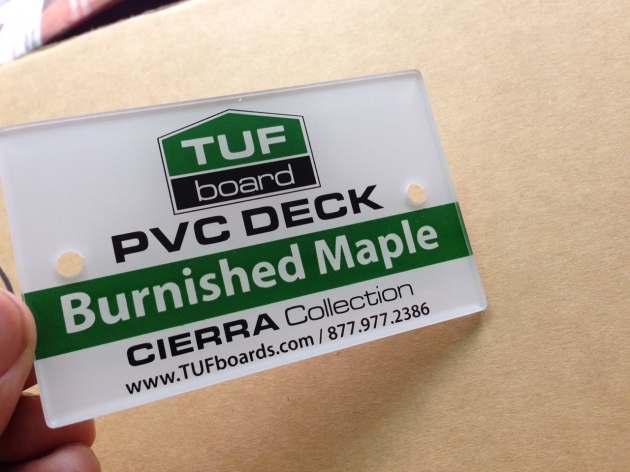 TUF
board
PVC DECK
Burnished Maple
CIERRA Collection
www.TUFboards.com / 877.977.2386